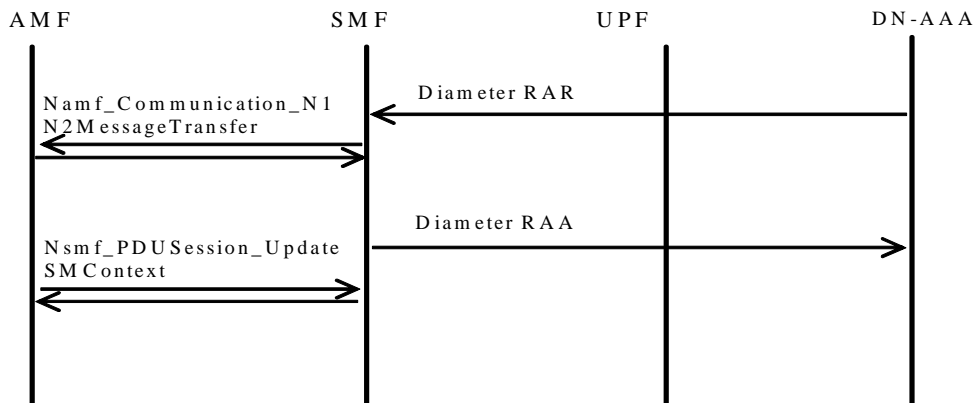 AMF
SMF
UPF
DN-AAA
Diameter RAR
Namf_Communication_N1
N2MessageTransfer
Diameter RAA
Nsmf_PDUSession_Update
SMContext